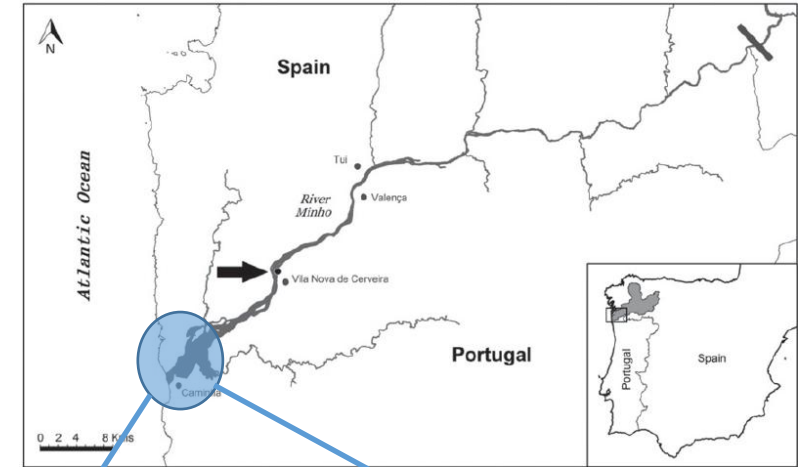 N
Spain
Atlantic Ocean
Tui
River
Minho
Valença
Vila Nova de Cerveira
Portugal
Caminha
0 2 4 8 Kms
Portugal
Spain